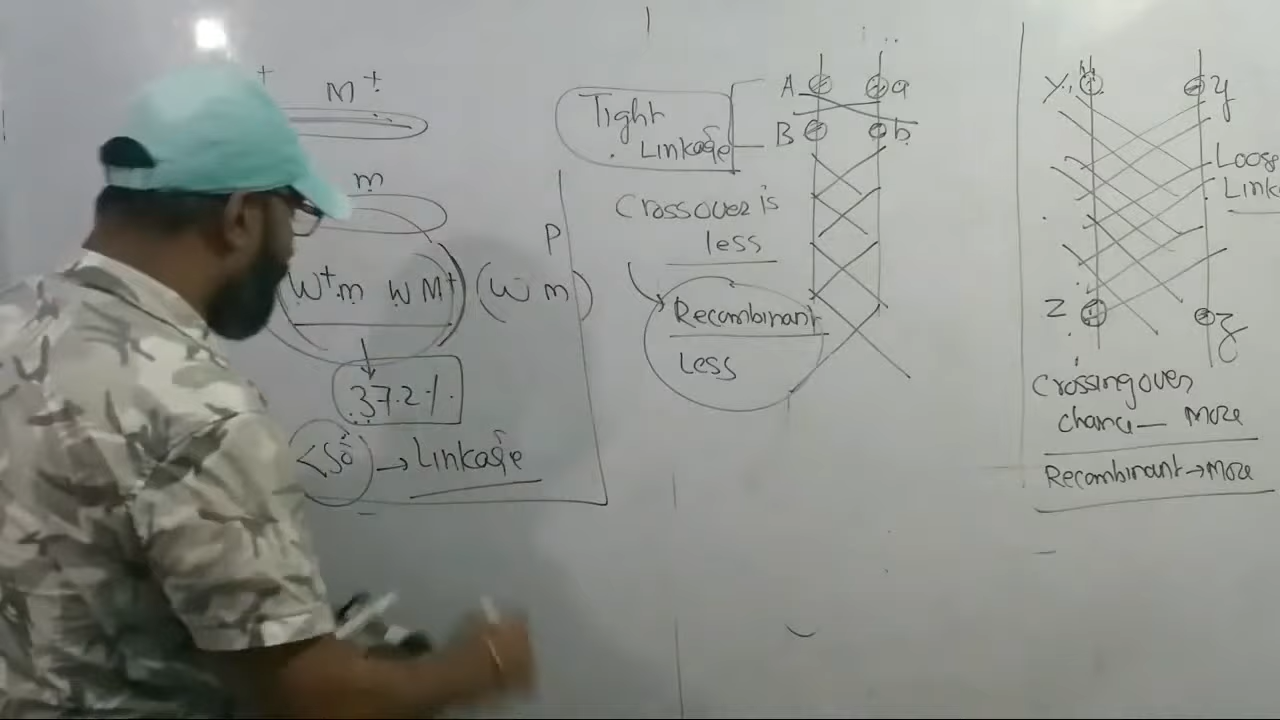 +
M+
m
w+m wM+ (w m)
P
37.2%.
<50 → Linkage
Tight
Linkage
A a
B b
Crossover is
less
Recombinant
Less
Y y
Loose
Link
Z z
Crossing over
chance — More
Recombinant → More